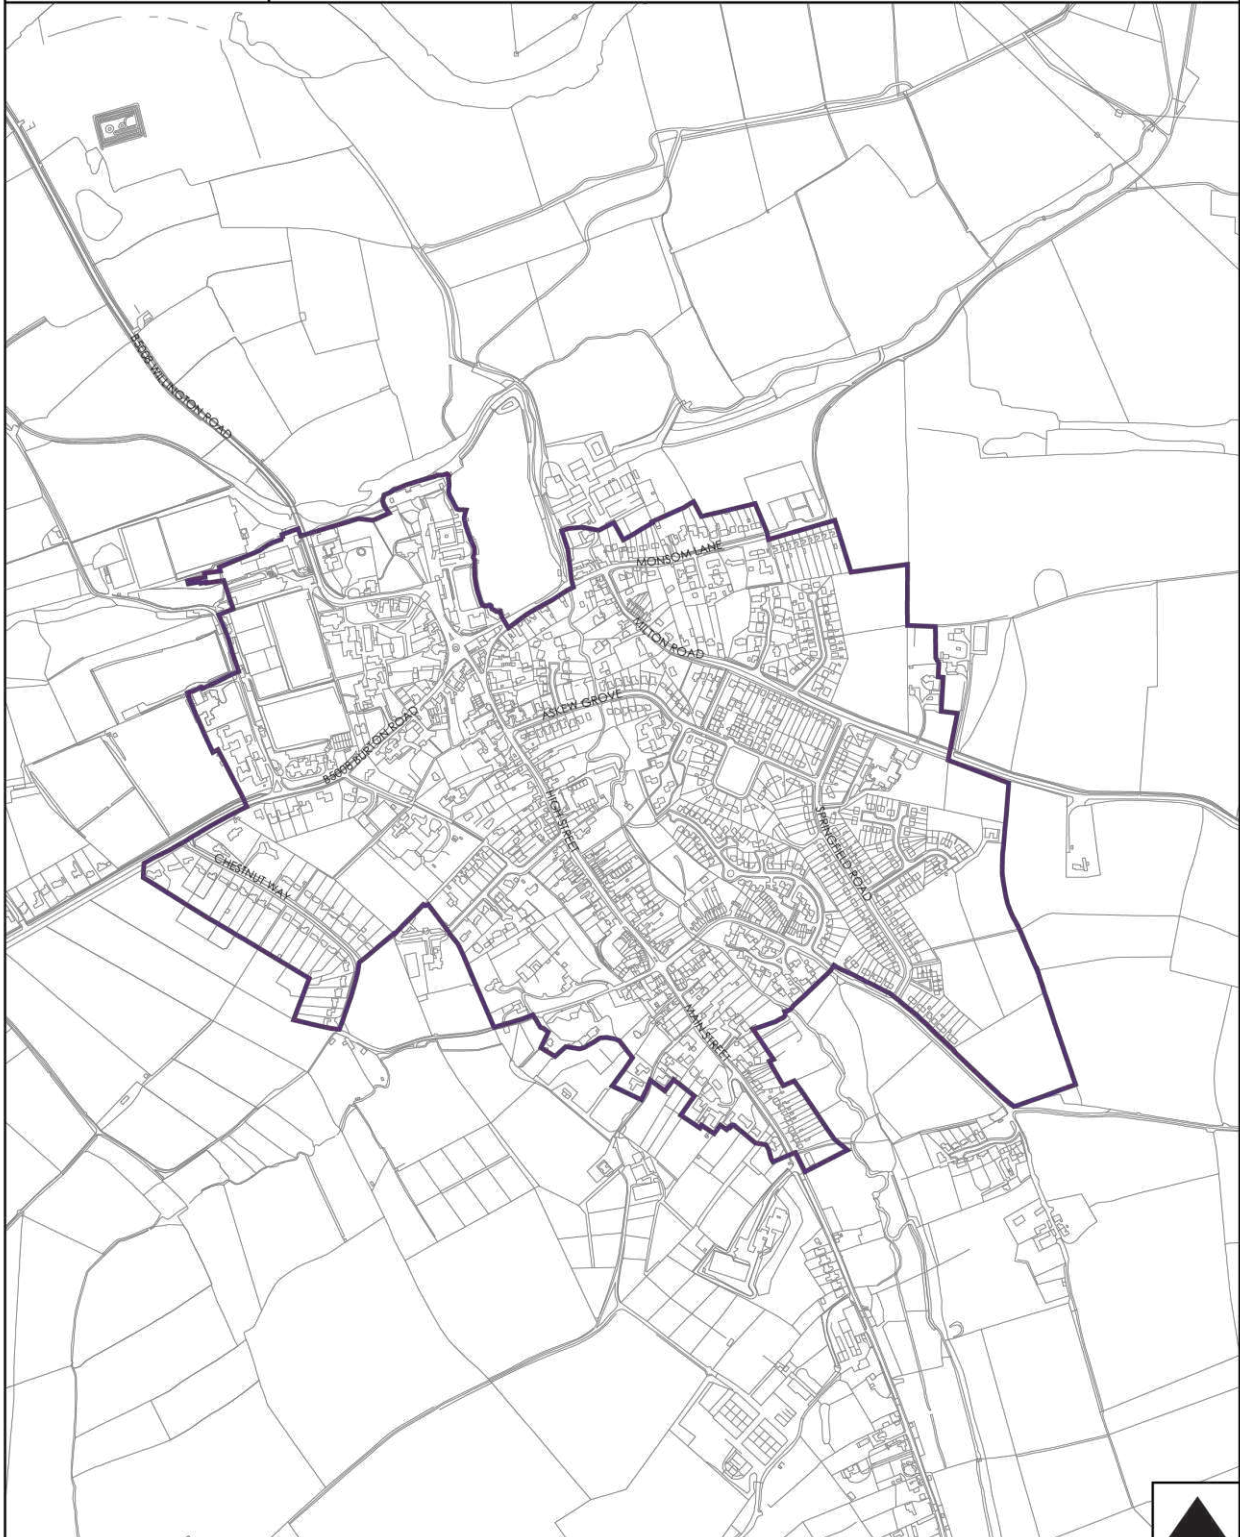 B5008 WILLINGTON ROAD
MONSOM LANE
MILTON ROAD
ASKEW GROVE
B5008 BURTON ROAD
HIGH STREET
SPRINGFIELD ROAD
CHESTNUT WAY
MAIN STREET